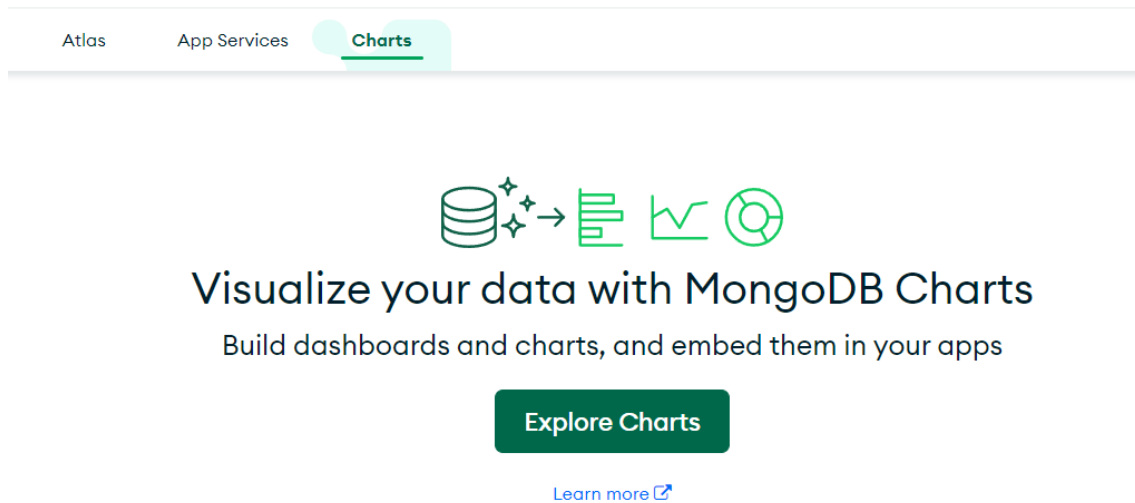 Atlas App Services Charts
Visualize your data with MongoDB Charts
Build dashboards and charts, and embed them in your apps
Explore Charts
Learn more